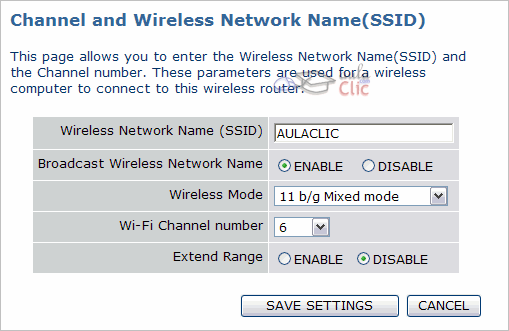 Channel and Wireless Network Name(SSID)
This page allows you to enter the Wireless Network Name(SSID) and
the Channel number. These parameters are used for a wireless
computer to connect to this wireless router.
Clic
Wireless Network Name (SSID) AULACLIC
Broadcast Wireless Network Name ENABLE DISABLE
Wireless Mode 11 b/g Mixed mode
Wi-Fi Channel number 6
Extend Range ENABLE DISABLE
SAVE SETTINGS CANCEL